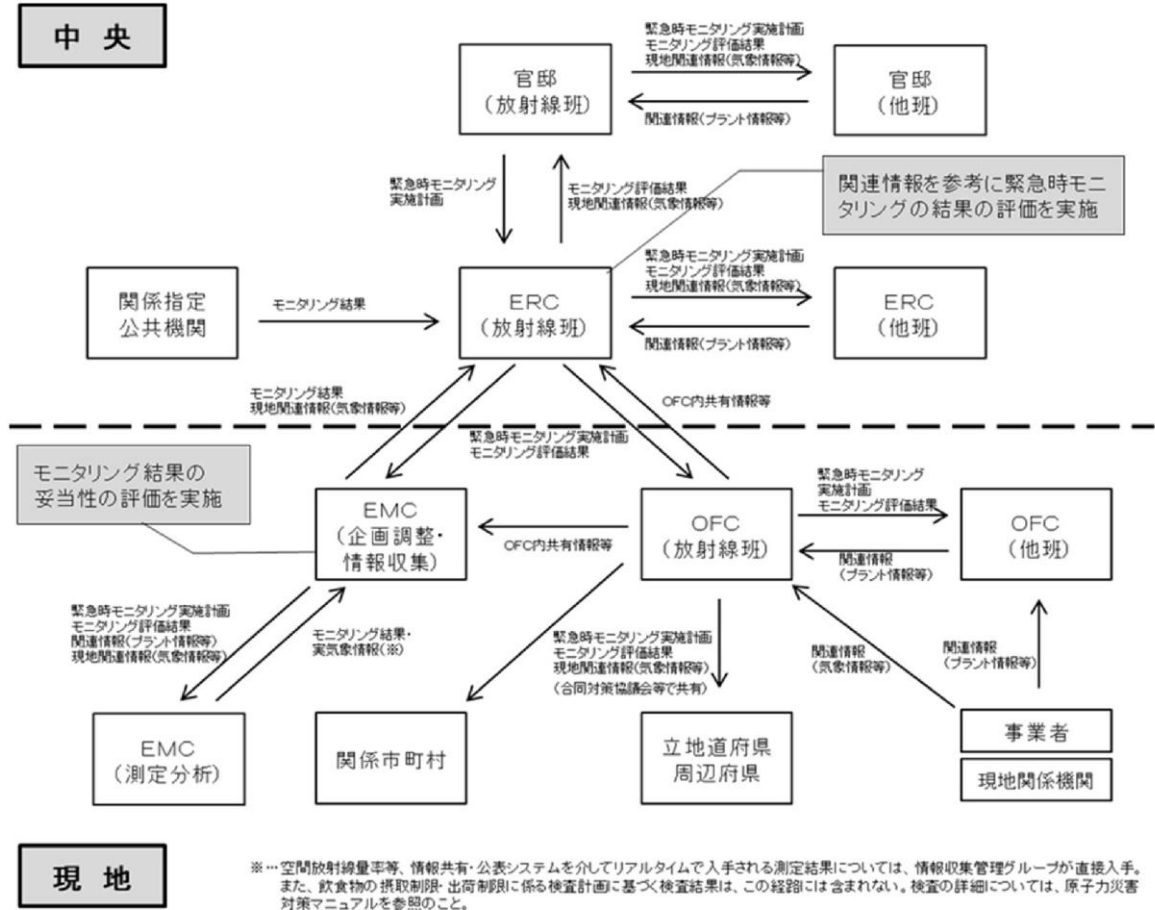 中 央
官邸
(放射線班)
緊急時モニタリング実施計画
モニタリング評価結果
現地関連情報(気象情報等)
関連情報(プラント情報等)
官邸
(他班)
緊急時モニタリング
実施計画
モニタリング評価結果
現地関連情報(気象情報等)
関連情報を参考に緊急時モニ
タリングの結果の評価を実施
関係指定
公共機関
モニタリング結果
ERC
(放射線班)
緊急時モニタリング実施計画
モニタリング評価結果
現地関連情報(気象情報等)
関連情報(プラント情報等)
ERC
(他班)
モニタリング結果
現地関連情報(気象情報等)
OFC内共有情報等
緊急時モニタリング実施計画
モニタリング評価結果
モニタリング結果の
妥当性の評価を実施
EMC
(企画調整・
情報収集)
OFC内共有情報等
OFC
(放射線班)
緊急時モニタリング
実施計画
モニタリング評価結果
関連情報
(プラント情報等)
OFC
(他班)
緊急時モニタリング実施計画
モニタリング評価結果
関連情報(プラント情報等)
現地関連情報(気象情報等)
モニタリング結果・
実気象情報(※)
緊急時モニタリング実施計画
モニタリング評価結果
現地関連情報(気象情報等)
(合同対策協議会等で共有)
関連情報
(気象情報等)
関連情報
(プラント情報等)
EMC
(測定分析)
関係市町村
立地道府県
周辺府県
事業者
現地関係機関
現 地
※…空間放射線量率等、情報共有・公表システムを介してリアルタイムで入手される測定結果については、情報収集管理グループが直接入手。
また、飲食物の摂取制限・出荷制限に係る検査計画に基づく検査結果は、この経路には含まれない。検査の詳細については、原子力災害
対策マニュアルを参照のこと。